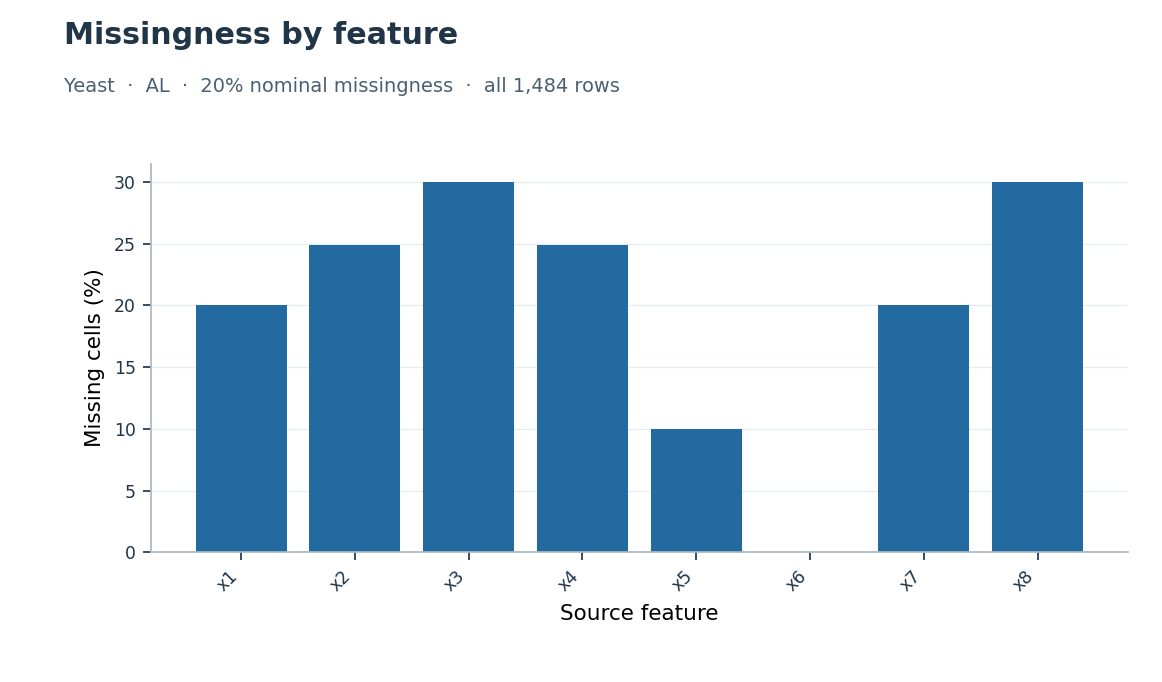 Missingness by feature
Yeast · AL · 20% nominal missingness · all 1,484 rows
30
25
20
15
10
5
0
Missing cells (%)
x1 x2 x3 x4 x5 x6 x7 x8
Source feature